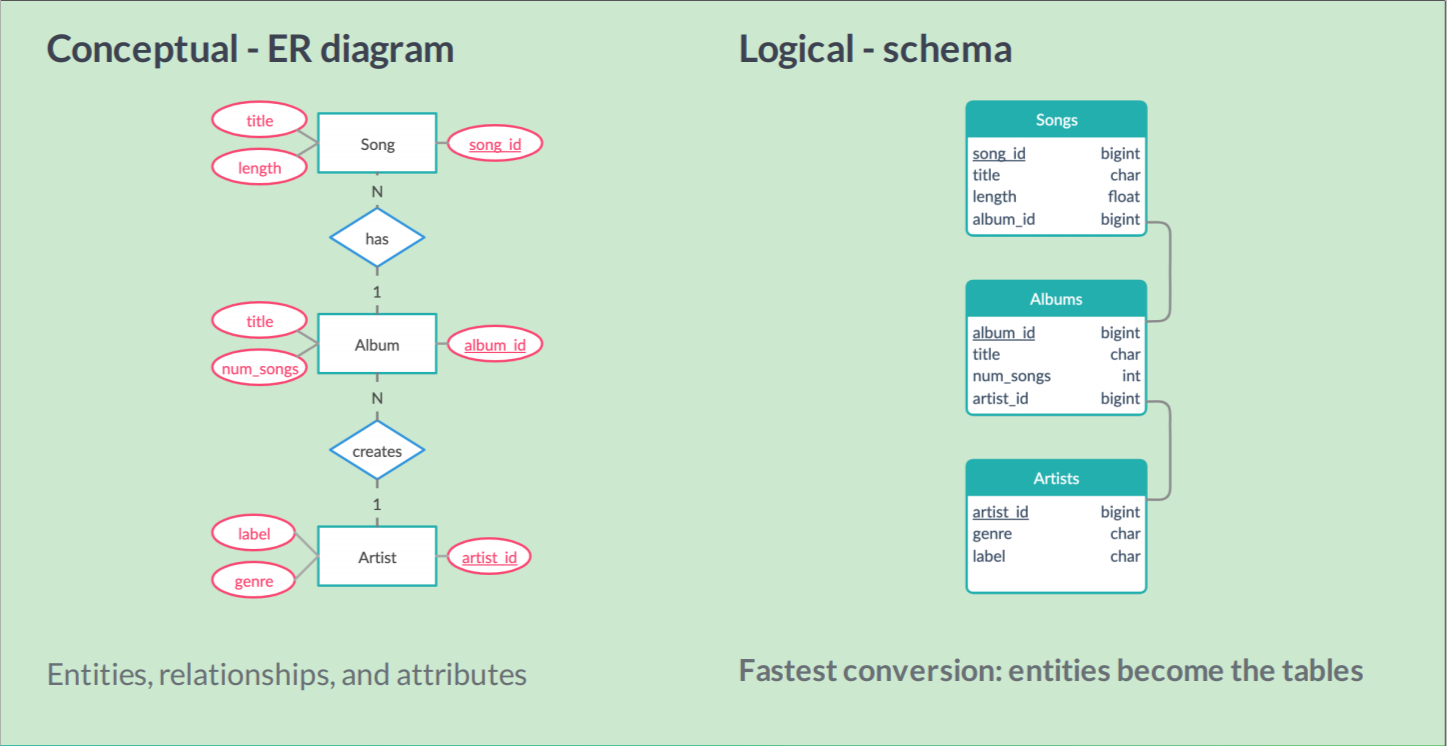 Conceptual - ER diagram
title
length
Song
song_id
N
has
1
title
num_songs
Album
album_id
N
creates
1
label
genre
Artist
artist_id
Entities, relationships, and attributes
Logical - schema
Songs
song_id bigint
title char
length float
album_id bigint
Albums
album_id bigint
title char
num_songs int
artist_id bigint
Artists
artist_id bigint
genre char
label char
Fastest conversion: entities become the tables